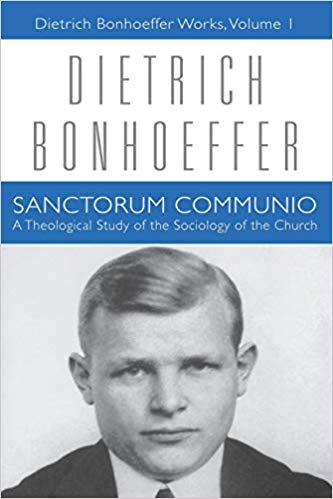 Dietrich Bonhoeffer Works, Volume 1
DIETRICH
BONHOEFFER
SANCTORUM COMMUNIO
A Theological Study of the Sociology of the Church